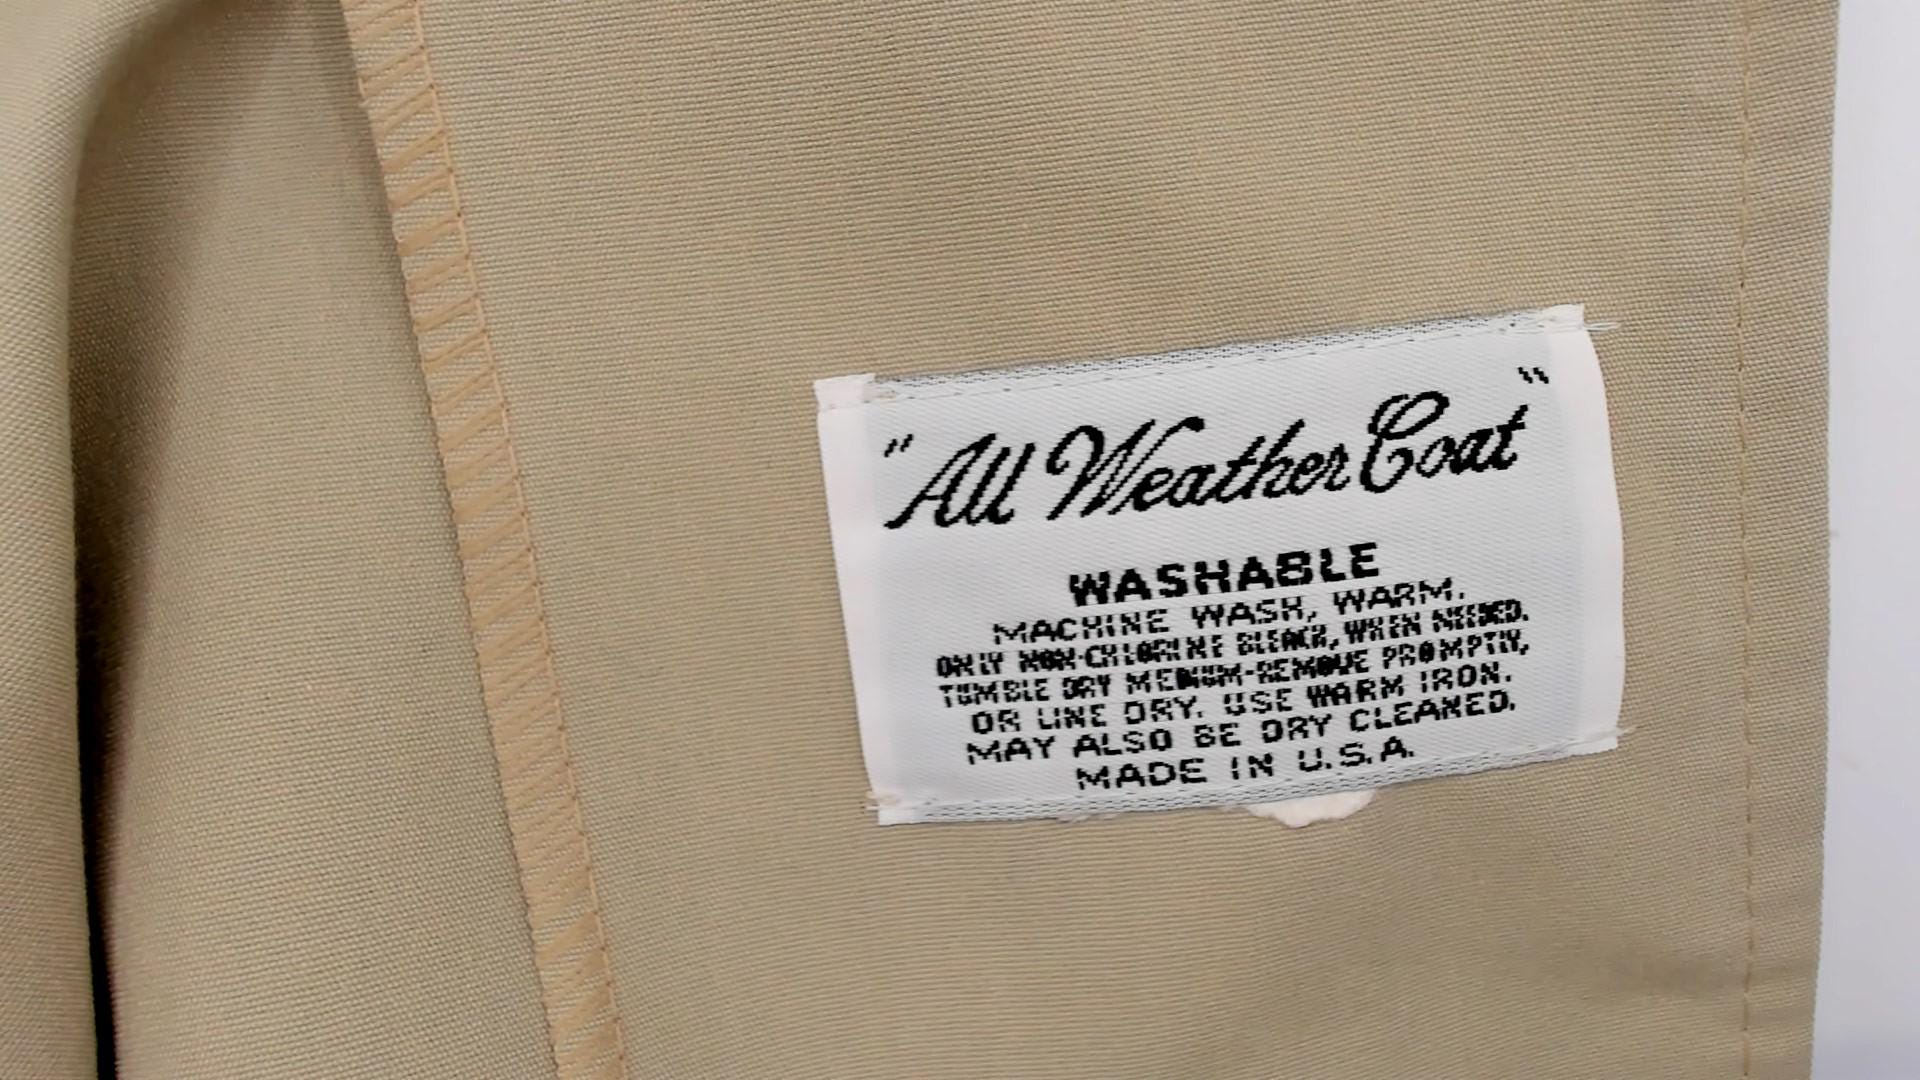 "All Weather Coat"
WASHABLE
MACHINE WASH, WARM.
ONLY NON-CHLORINE BLEACH, WHEN NEEDED.
TUMBLE DRY MEDIUM-REMOVE PROMPTLY,
OR LINE DRY. USE WARM IRON.
MAY ALSO BE DRY CLEANED.
MADE IN U.S.A.